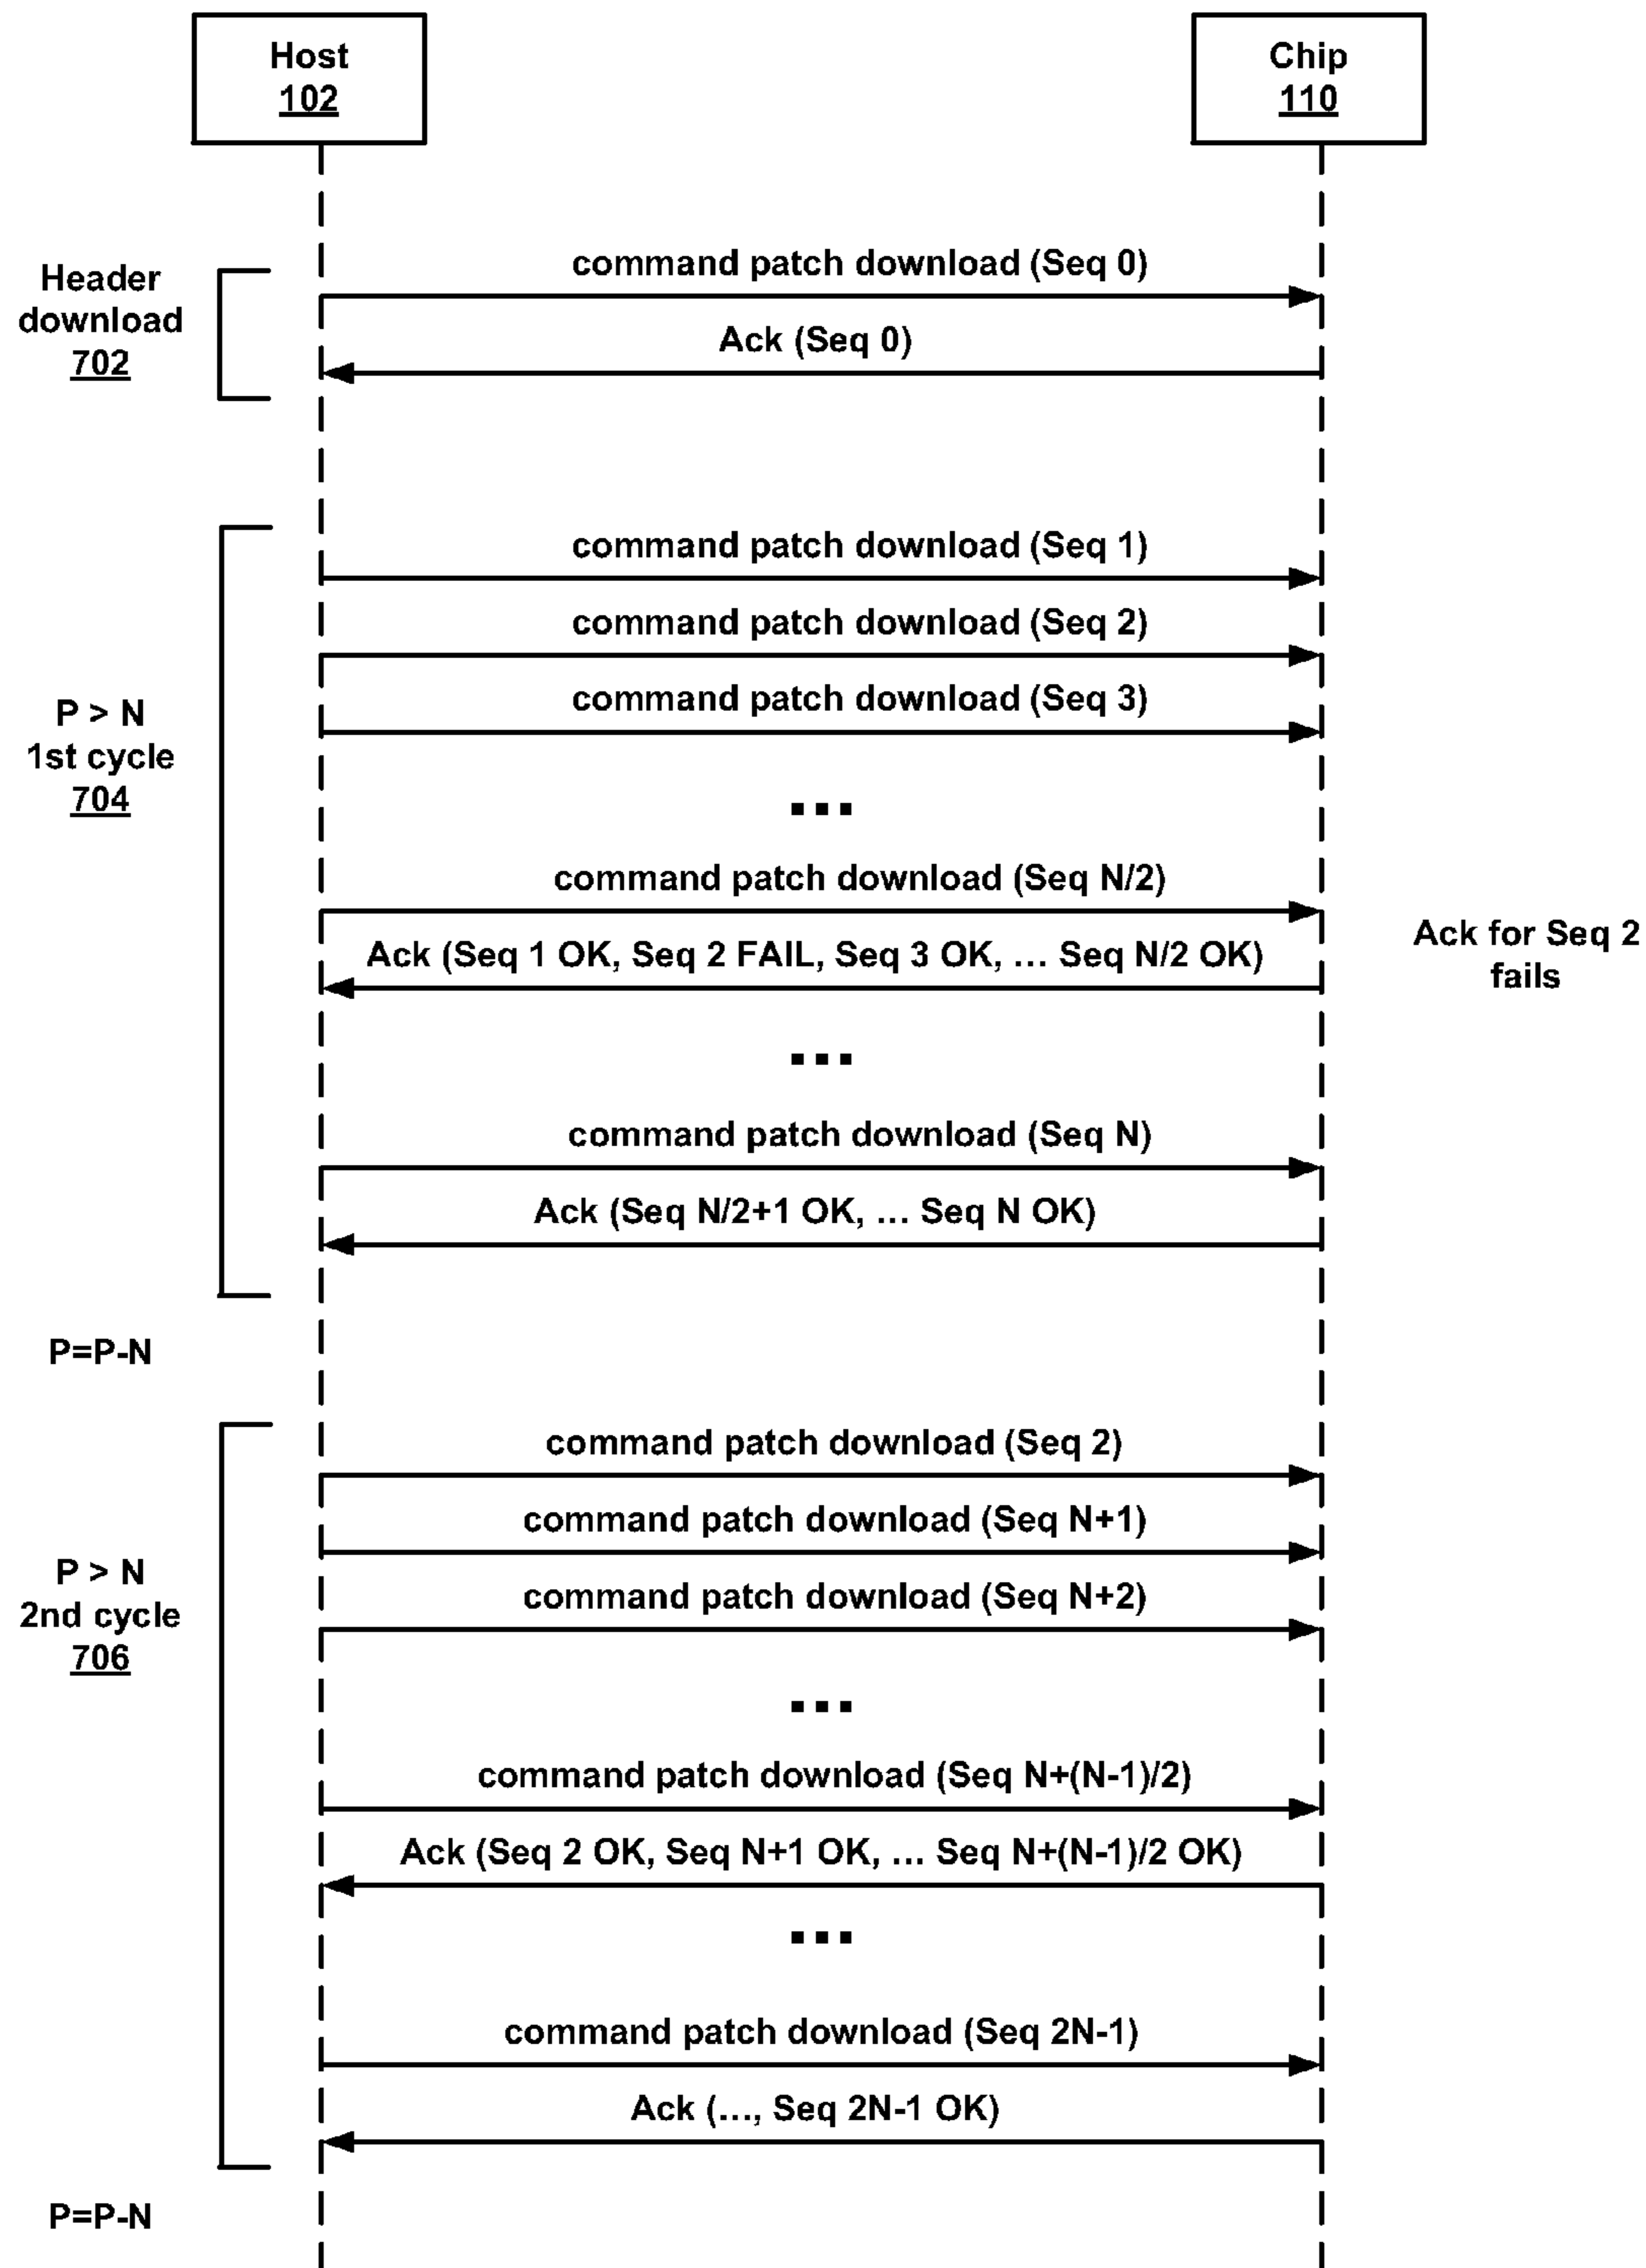 Host
102
Chip
110
Header
download
702
command patch download (Seq 0)
Ack (Seq 0)
P > N
1st cycle
704
command patch download (Seq 1)
command patch download (Seq 2)
command patch download (Seq 3)
...
command patch download (Seq N/2)
Ack (Seq 1 OK, Seq 2 FAIL, Seq 3 OK, ... Seq N/2 OK)
Ack for Seq 2
fails
...
command patch download (Seq N)
Ack (Seq N/2+1 OK, ... Seq N OK)
P=P-N
P > N
2nd cycle
706
command patch download (Seq 2)
command patch download (Seq N+1)
command patch download (Seq N+2)
...
command patch download (Seq N+(N-1)/2)
Ack (Seq 2 OK, Seq N+1 OK, ... Seq N+(N-1)/2 OK)
...
command patch download (Seq 2N-1)
Ack (..., Seq 2N-1 OK)
P=P-N